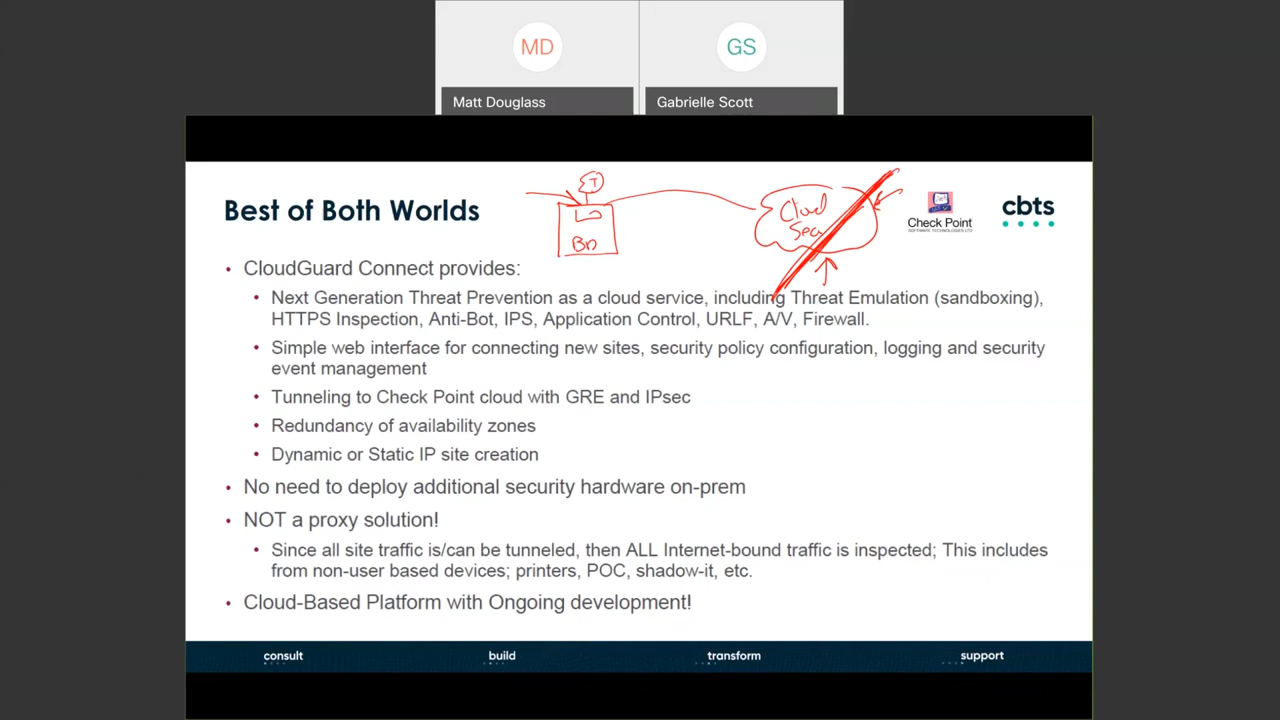 MD
GS
Matt Douglass
Gabrielle Scott
Best of Both Worlds
I
Bn
Cloud
Sec
Check Point
SOFTWARE TECHNOLOGIES LTD
cbts
• CloudGuard Connect provides:
• Next Generation Threat Prevention as a cloud service, including Threat Emulation (sandboxing),
HTTPS Inspection, Anti-Bot, IPS, Application Control, URLF, A/V, Firewall.
• Simple web interface for connecting new sites, security policy configuration, logging and security
event management
• Tunneling to Check Point cloud with GRE and IPsec
• Redundancy of availability zones
• Dynamic or Static IP site creation
• No need to deploy additional security hardware on-prem
• NOT a proxy solution!
• Since all site traffic is/can be tunneled, then ALL Internet-bound traffic is inspected; This includes
from non-user based devices; printers, POC, shadow-it, etc.
• Cloud-Based Platform with Ongoing development!
consult
build
transform
support